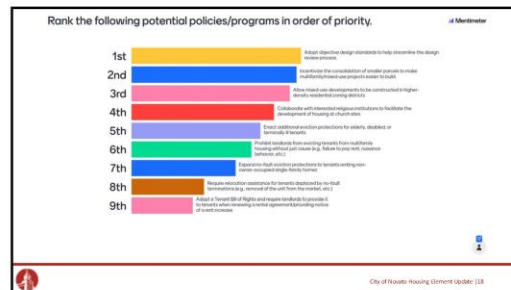 Rank the following potential policies/programs in order of priority.
Mentimeter
1st
Adopt objective design standards to help streamline the design
review process.
2nd
Incentivize the consolidation of smaller parcels to make
multifamily/mixed-use projects easier to build
3rd
Allow mixed-use developments to be constructed in higher-
density residential zoning districts
4th
Collaborate with interested religious institutions to facilitate the
development of housing at church sites
5th
Enact additional eviction protections for elderly, disabled, or
terminally ill tenants
6th
Prohibit landlords from evicting tenants from multifamily
housing without just cause (e.g., failure to pay rent, nuisance
behavior, etc.)
7th
Expand no-fault eviction protections to tenants renting non-
owner-occupied single-family homes
8th
Require relocation assistance for tenants displaced by no-fault
terminations (e.g., removal of the unit from the market, etc.)
9th
Adopt a Tenant Bill of Rights and require landlords to provide it
to tenants when renewing a rental agreement/providing notice
of a rent increase
City of Novato Housing Element Update |18